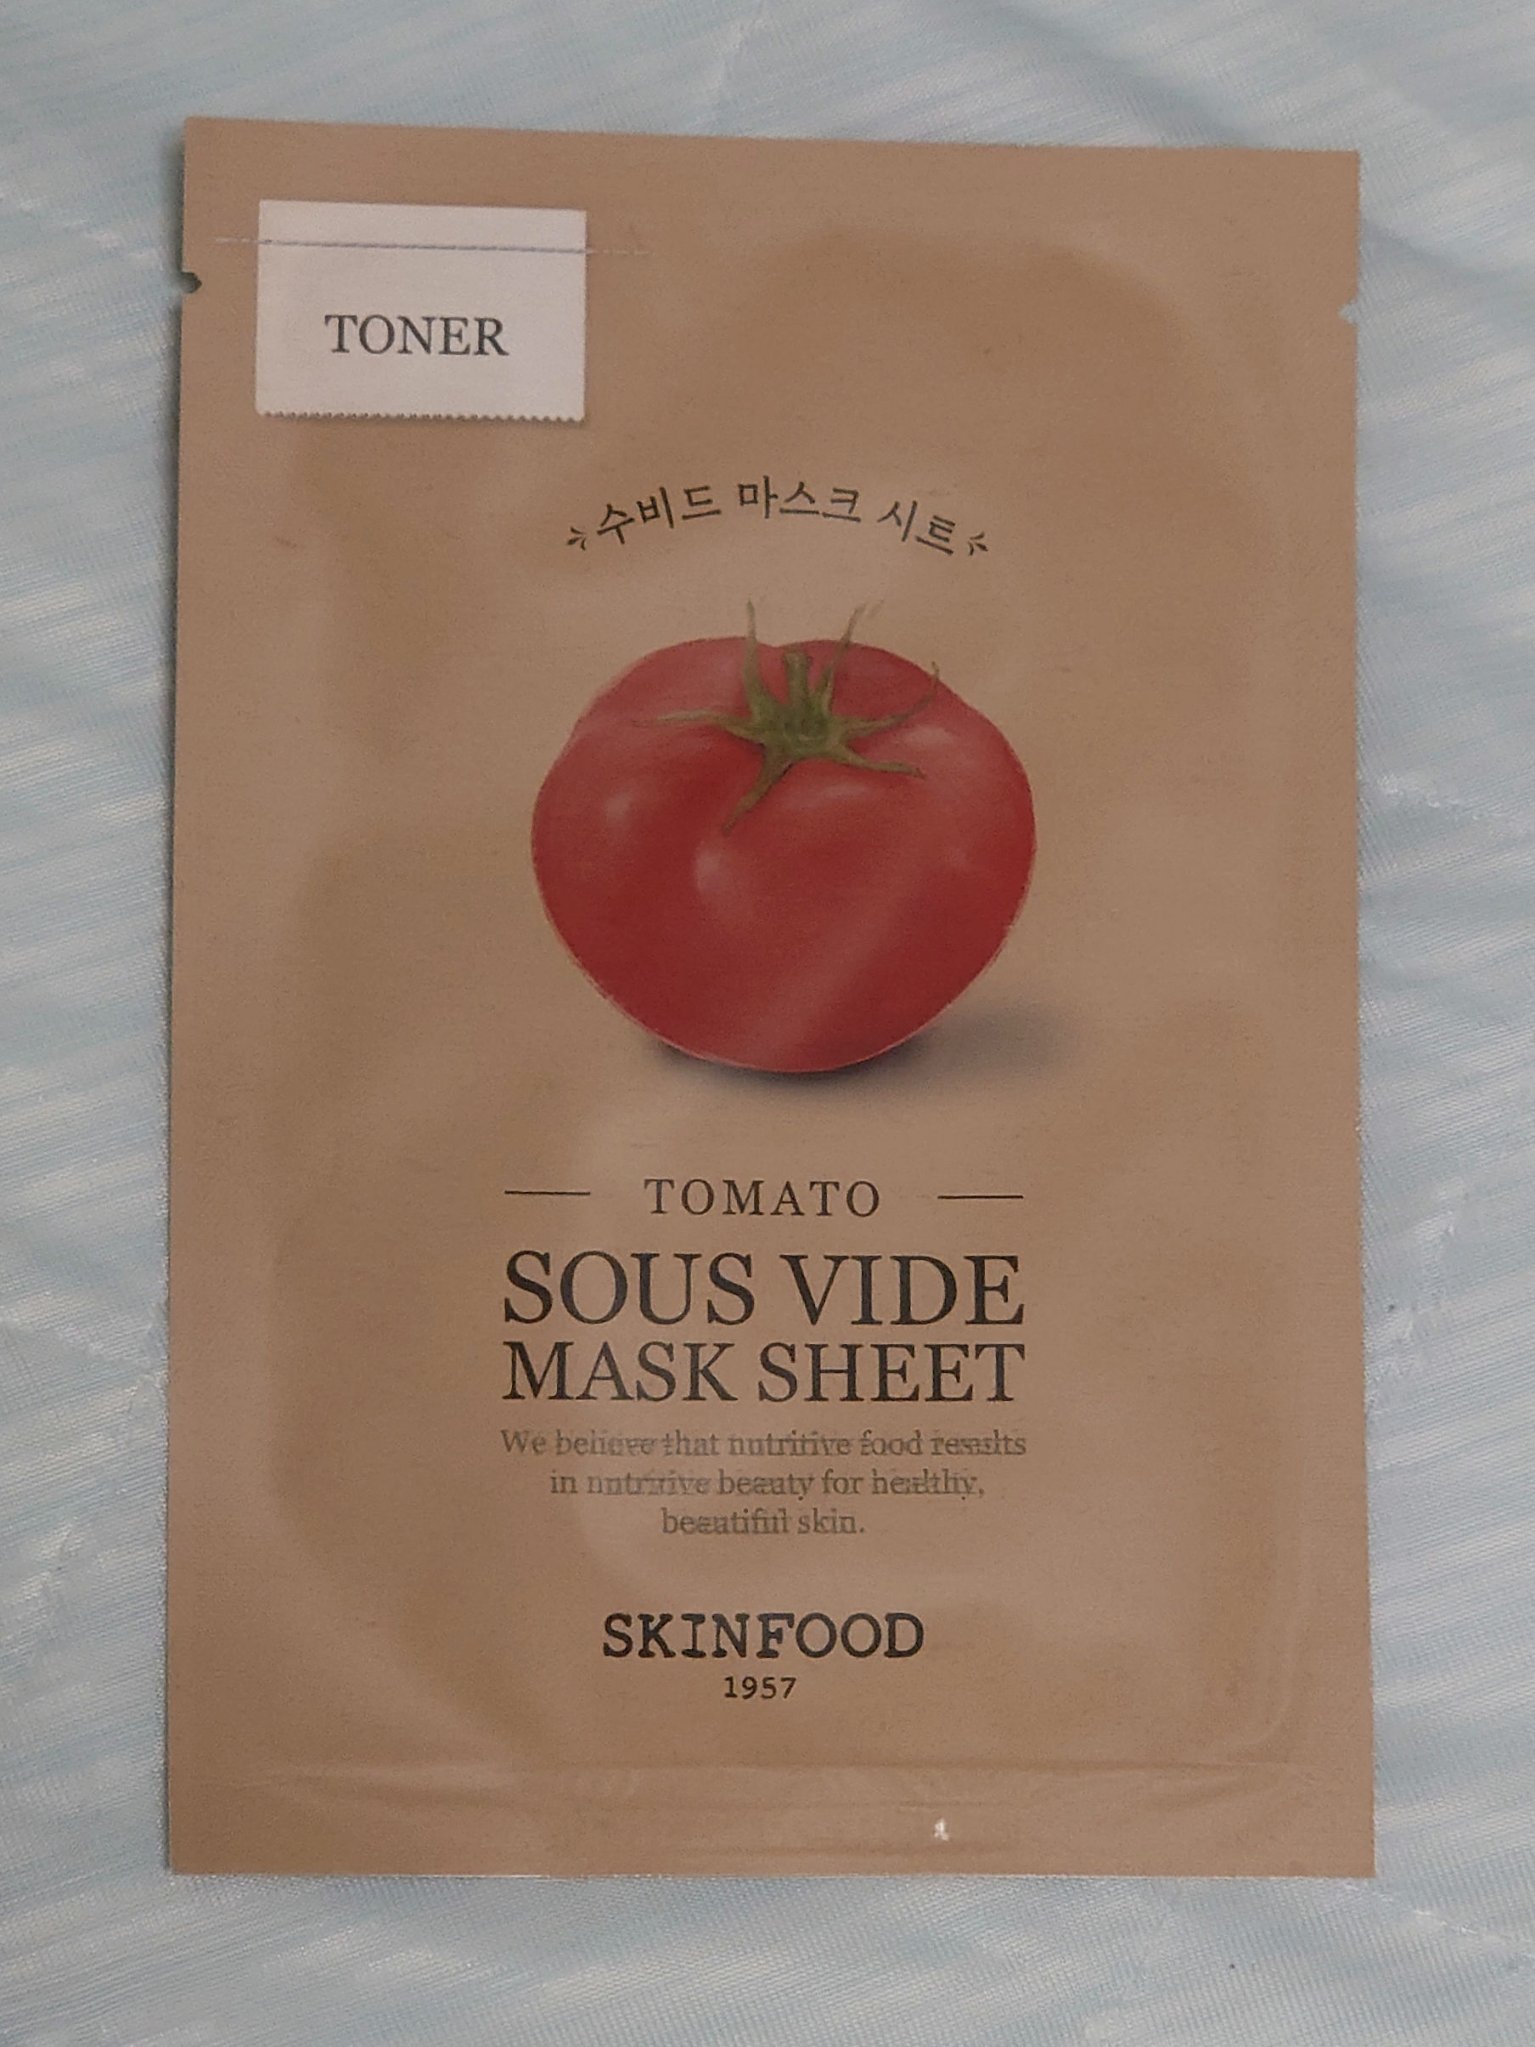 TONER
수비드 마스크 시트
TOMATO
SOUS VIDE
MASK SHEET
We believe that nutritive food results
in nutritive beauty for healthy,
beautiful skin.
SKINFOOD
1957